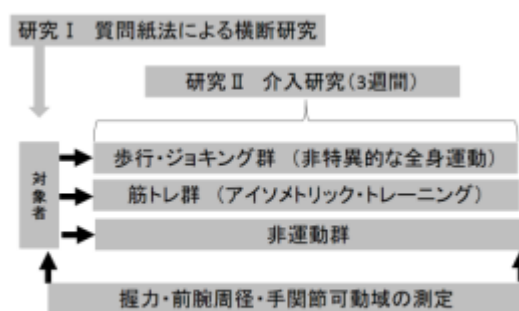 研究Ⅰ 質問紙法による横断研究
研究Ⅱ 介入研究(3週間)
対象者
歩行・ジョキング群 (非特異的な全身運動)
筋トレ群 (アイソメトリック・トレーニング)
非運動群
握力・前腕周径・手関節可動域の測定